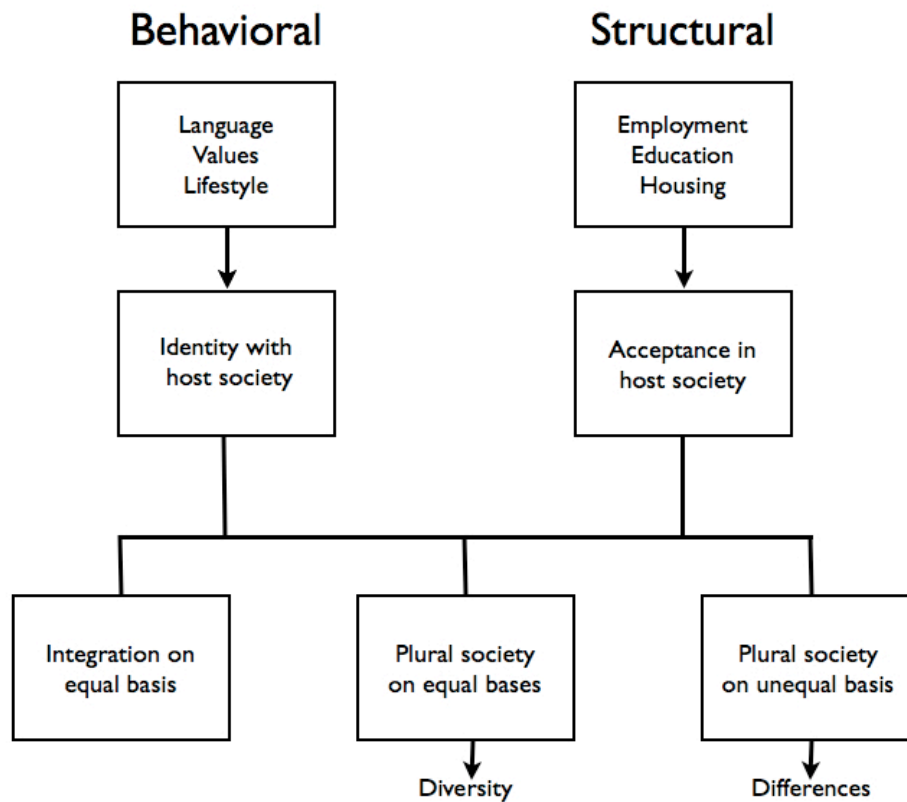 Behavioral
Structural
Language
Values
Lifestyle
Employment
Education
Housing
Identity with
host society
Acceptance in
host society
Integration on
equal basis
Plural society
on equal bases
Plural society
on unequal basis
Diversity
Differences